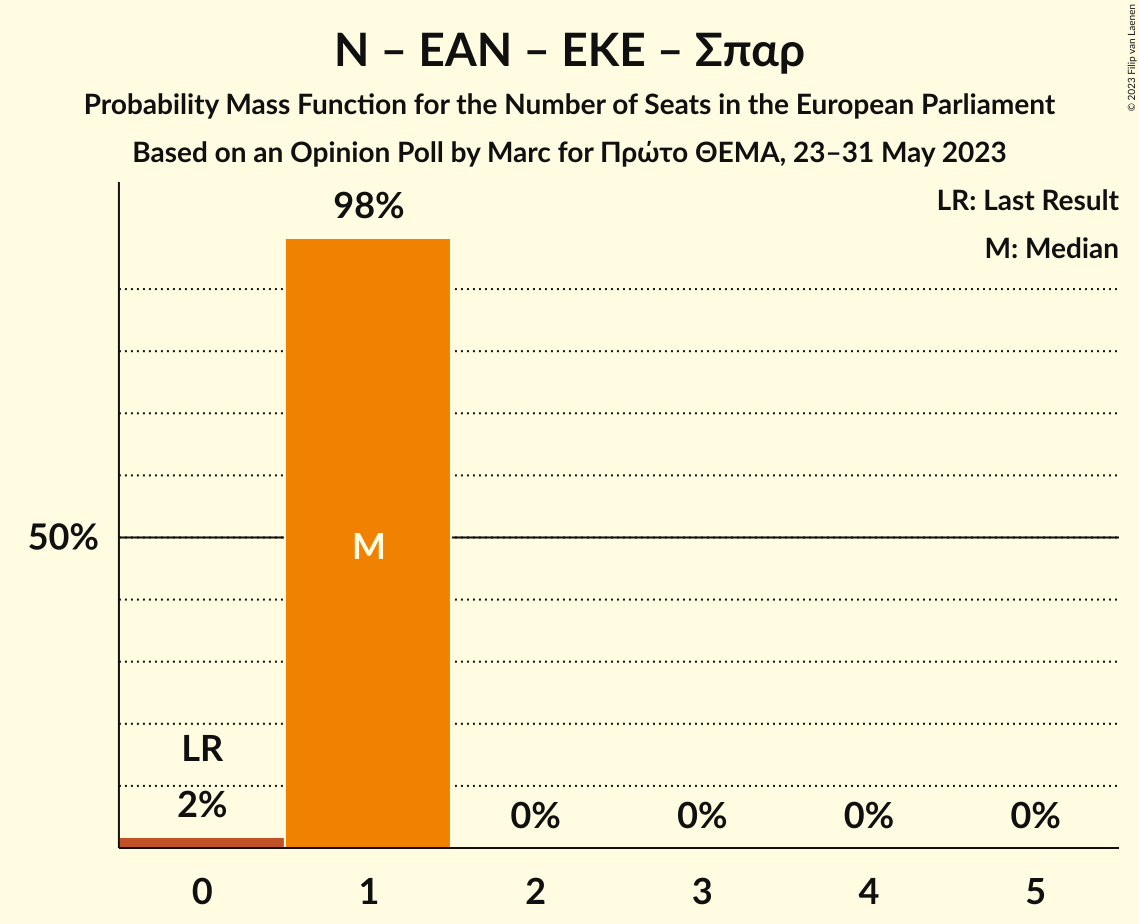 N – ΕΑΝ – ΕΚΕ – Σπαρ
Probability Mass Function for the Number of Seats in the European Parliament
Based on an Opinion Poll by Marc for Πρώτο ΘΕΜΑ, 23–31 May 2023
© 2023 Filip van Laenen
LR: Last Result
M: Median
98%
50%
M
LR
2%
0%
0%
0%
0%
0
1
2
3
4
5